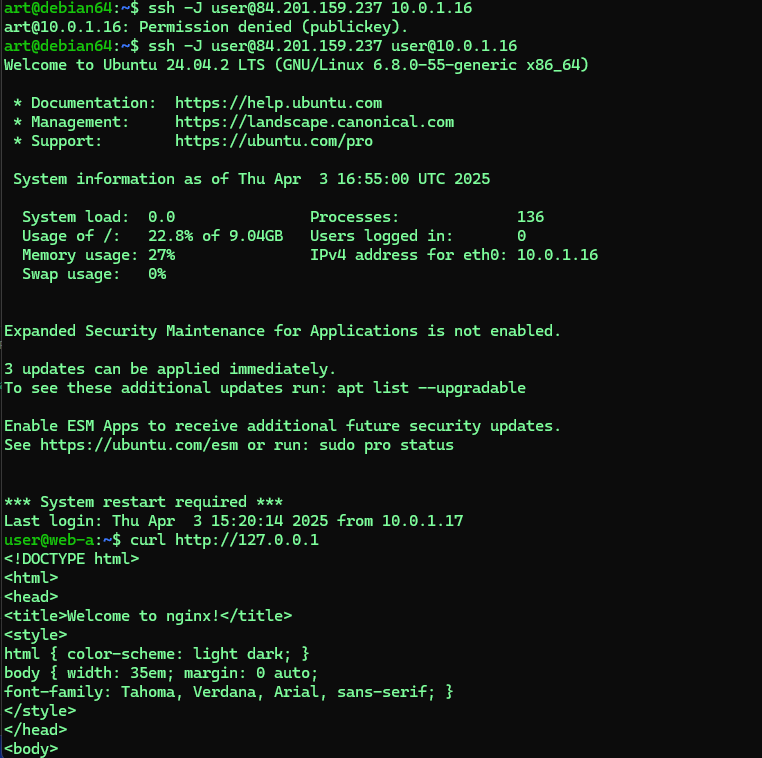 art@debian64:~$ ssh -J user@84.201.159.237 10.0.1.16
art@10.0.1.16: Permission denied (publickey).
art@debian64:~$ ssh -J user@84.201.159.237 user@10.0.1.16
Welcome to Ubuntu 24.04.2 LTS (GNU/Linux 6.8.0-55-generic x86_64)

 * Documentation:  https://help.ubuntu.com
 * Management:     https://landscape.canonical.com
 * Support:        https://ubuntu.com/pro

 System information as of Thu Apr  3 16:55:00 UTC 2025

  System load:  0.0               Processes:             136
  Usage of /:   22.8% of 9.04GB   Users logged in:       0
  Memory usage: 27%               IPv4 address for eth0: 10.0.1.16
  Swap usage:   0%

Expanded Security Maintenance for Applications is not enabled.

3 updates can be applied immediately.
To see these additional updates run: apt list --upgradable

Enable ESM Apps to receive additional future security updates.
See https://ubuntu.com/esm or run: sudo pro status

*** System restart required ***
Last login: Thu Apr  3 15:20:14 2025 from 10.0.1.17
user@web-a:~$ curl http://127.0.0.1
<!DOCTYPE html>
<html>
<head>
<title>Welcome to nginx!</title>
<style>
html { color-scheme: light dark; }
body { width: 35em; margin: 0 auto;
font-family: Tahoma, Verdana, Arial, sans-serif; }
</style>
</head>
<body>